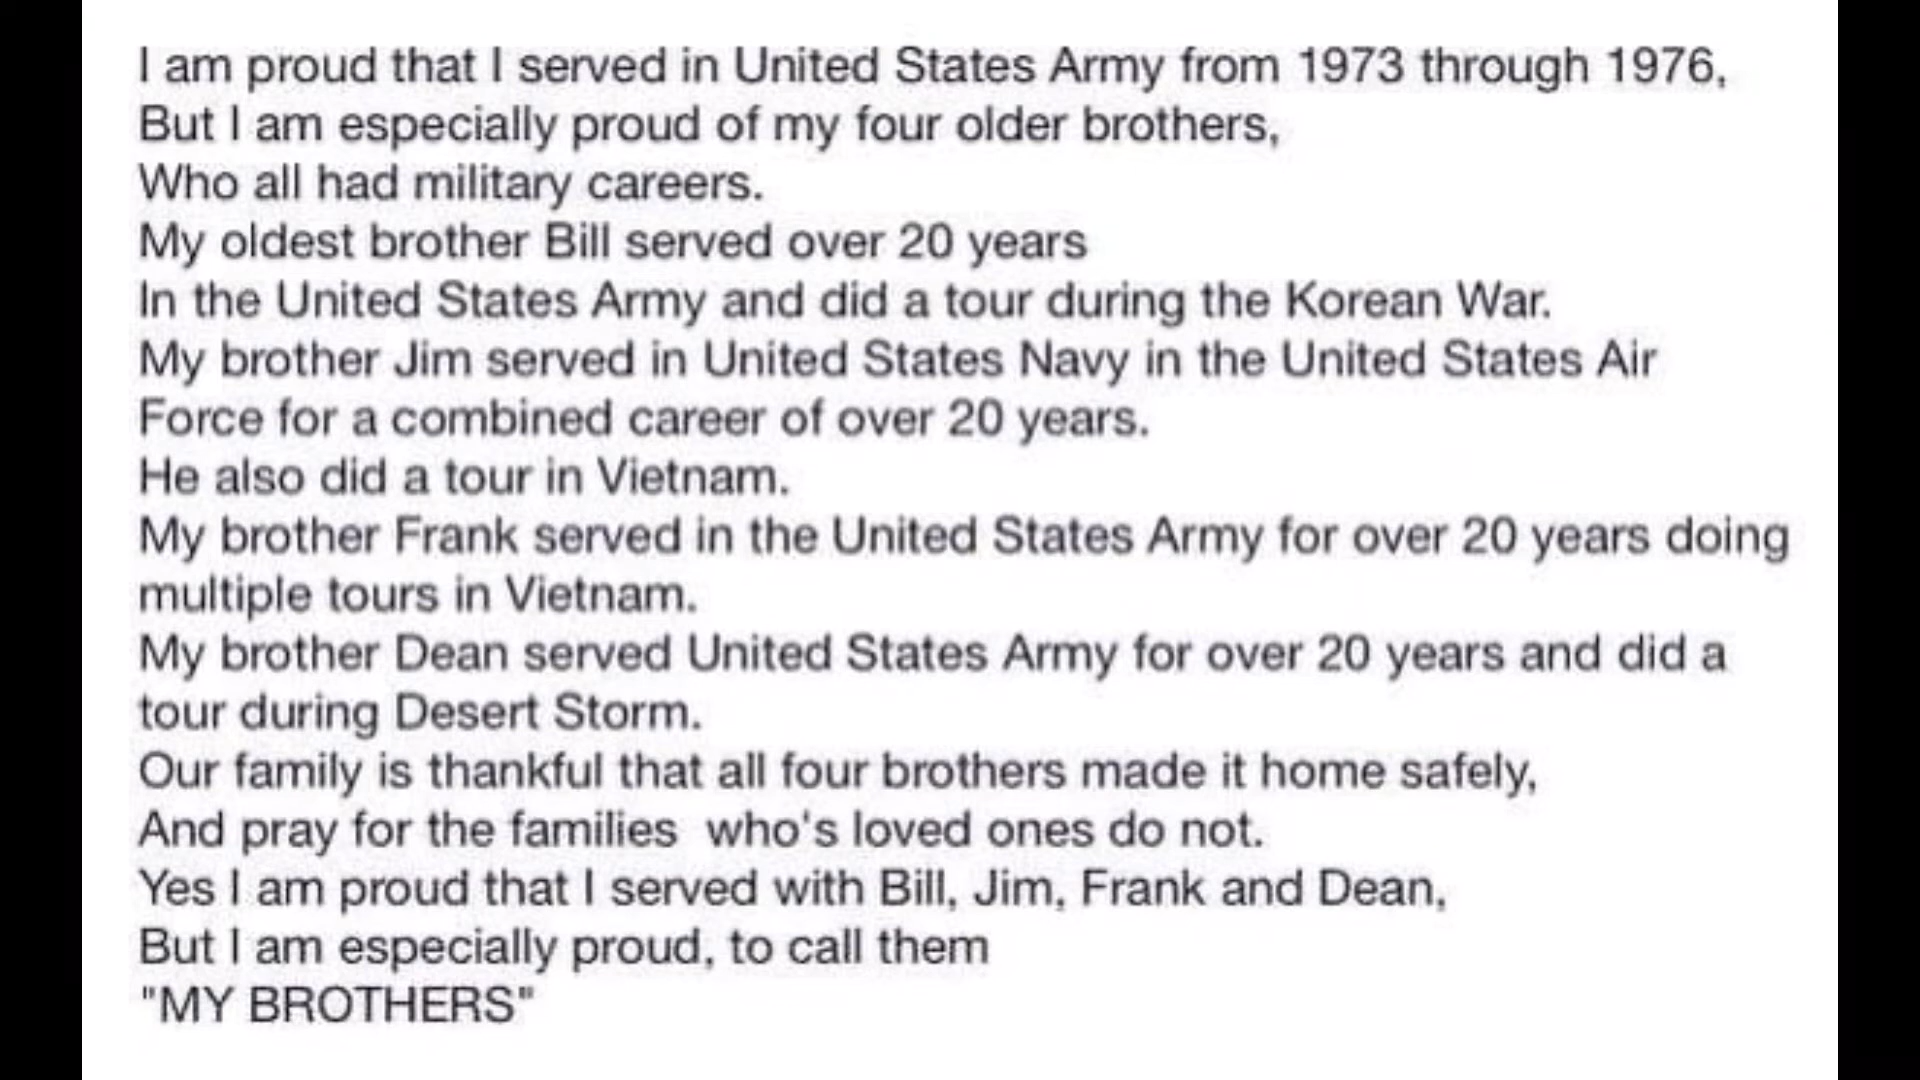 I am proud that I served in United States Army from 1973 through 1976,
But I am especially proud of my four older brothers,
Who all had military careers.
My oldest brother Bill served over 20 years
In the United States Army and did a tour during the Korean War.
My brother Jim served in United States Navy in the United States Air
Force for a combined career of over 20 years.
He also did a tour in Vietnam.
My brother Frank served in the United States Army for over 20 years doing
multiple tours in Vietnam.
My brother Dean served United States Army for over 20 years and did a
tour during Desert Storm.
Our family is thankful that all four brothers made it home safely,
And pray for the families  who's loved ones do not.
Yes I am proud that I served with Bill, Jim, Frank and Dean,
But I am especially proud, to call them
"MY BROTHERS"